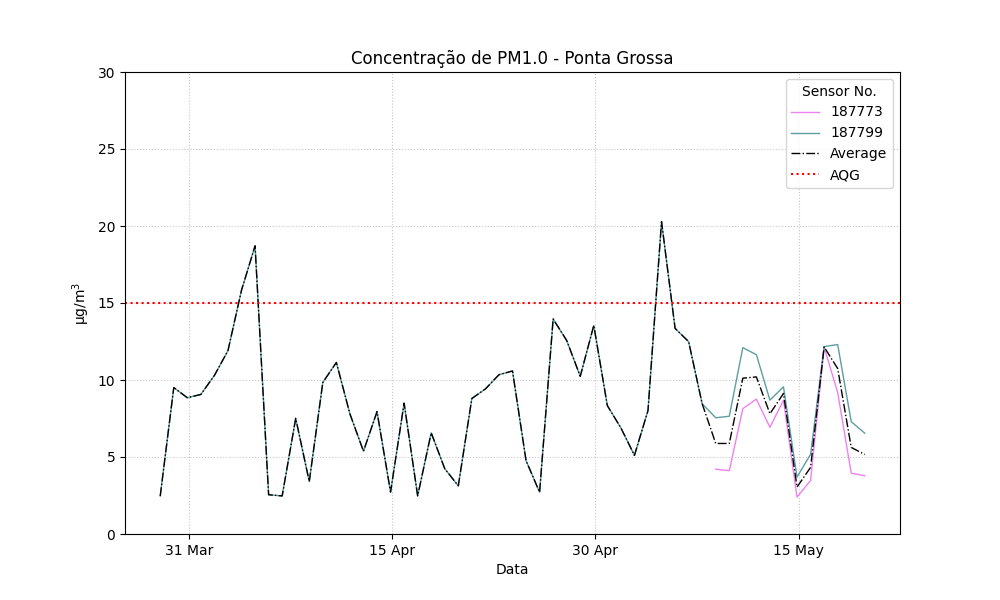 Concentração de PM1.0 - Ponta Grossa
30
25
20
15
10
5
0
µg/m³
31 Mar
15 Apr
30 Apr
15 May
Data
Sensor No.
187773
187799
Average
AQG